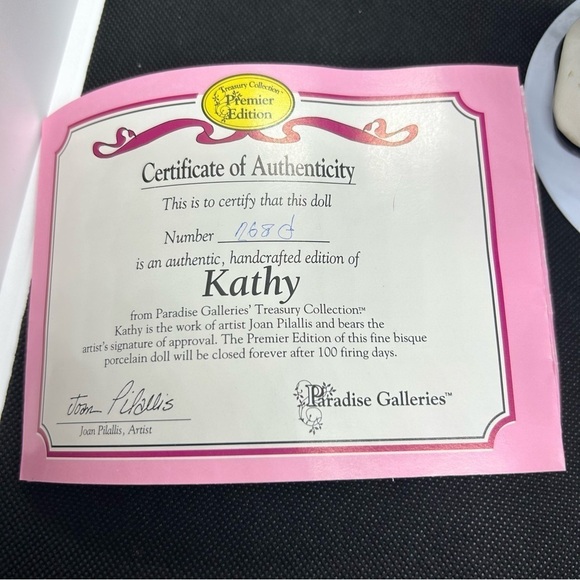 Treasury Collection™
Premier
Edition
Certificate of Authenticity
This is to certify that this doll
Number
is an authentic, handcrafted edition of
Kathy
from Paradise Galleries' Treasury Collection™.
Kathy is the work of artist Joan Pilallis and bears the
artist's signature of approval. The Premier Edition of this fine bisque
porcelain doll will be closed forever after 100 firing days.
Joan Pilallis
Joan Pilallis, Artist
Paradise Galleries™